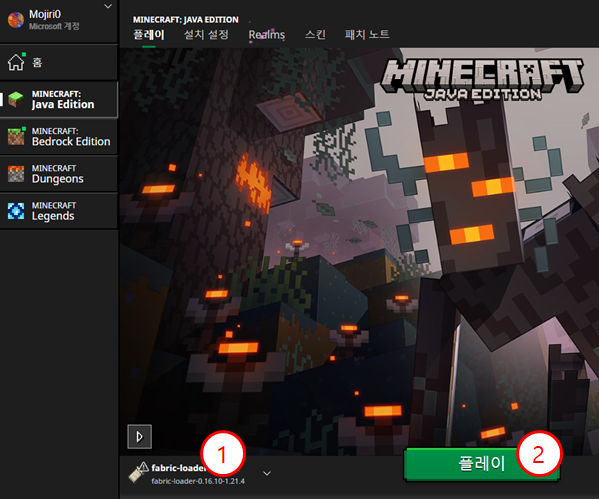 Mojiri0
Microsoft 계정
홈
MINECRAFT:
Java Edition
MINECRAFT:
Bedrock Edition
MINECRAFT
Dungeons
MINECRAFT
Legends
MINECRAFT: JAVA EDITION
플레이 설치 설정 Realms 스킨 패치 노트
MINECRAFT
JAVA EDITION
fabric-loader
1
fabric-loader-0.16.10-1.21.4
플레이
2